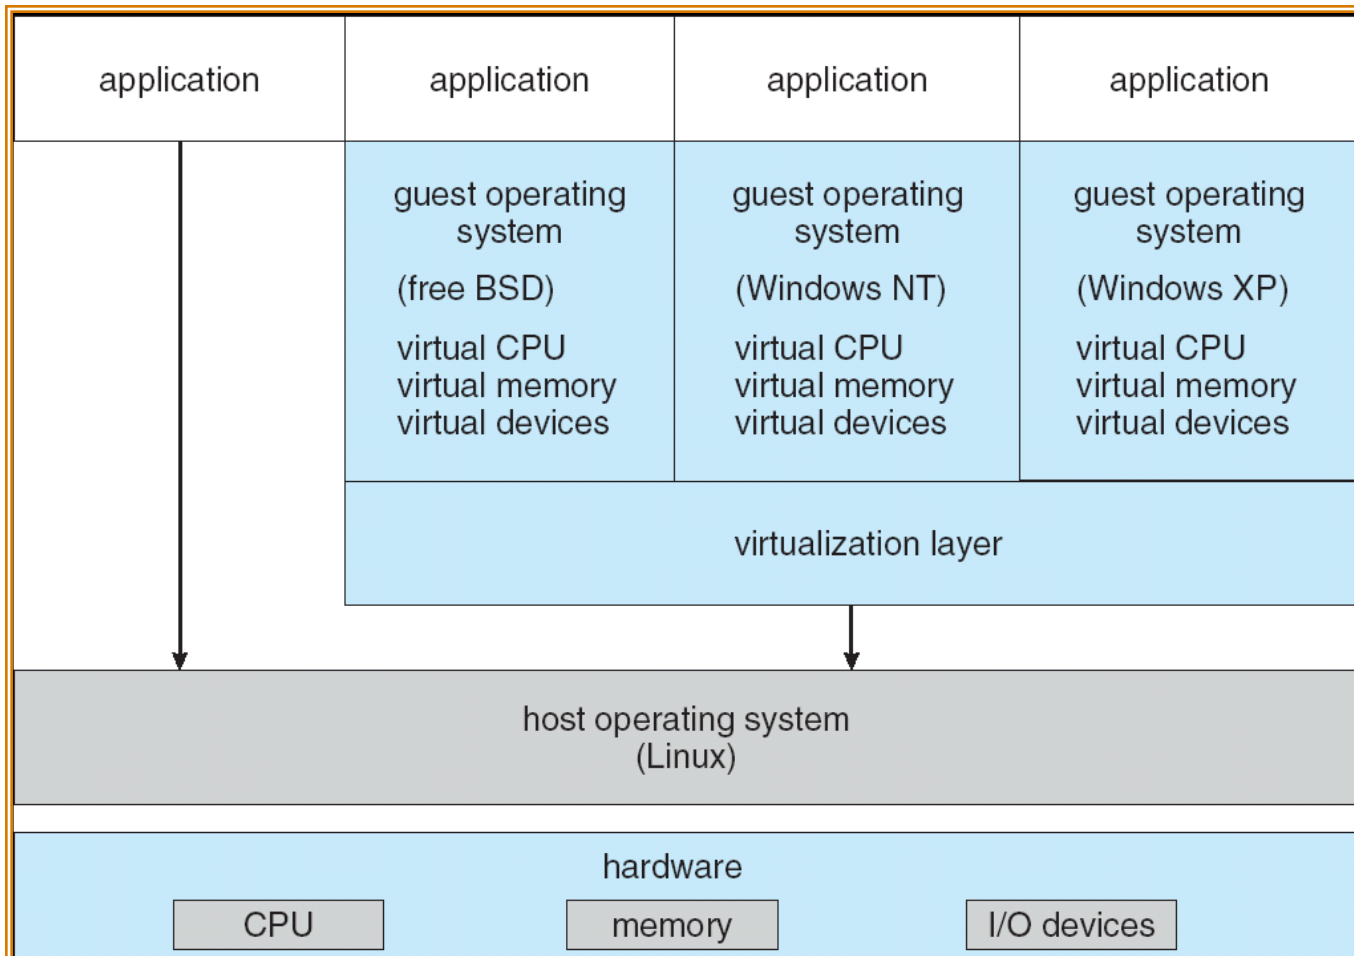 application
application
application
application
guest operating
system
(free BSD)
virtual CPU
virtual memory
virtual devices
guest operating
system
(Windows NT)
virtual CPU
virtual memory
virtual devices
guest operating
system
(Windows XP)
virtual CPU
virtual memory
virtual devices
virtualization layer
host operating system
(Linux)
hardware
CPU
memory
I/O devices